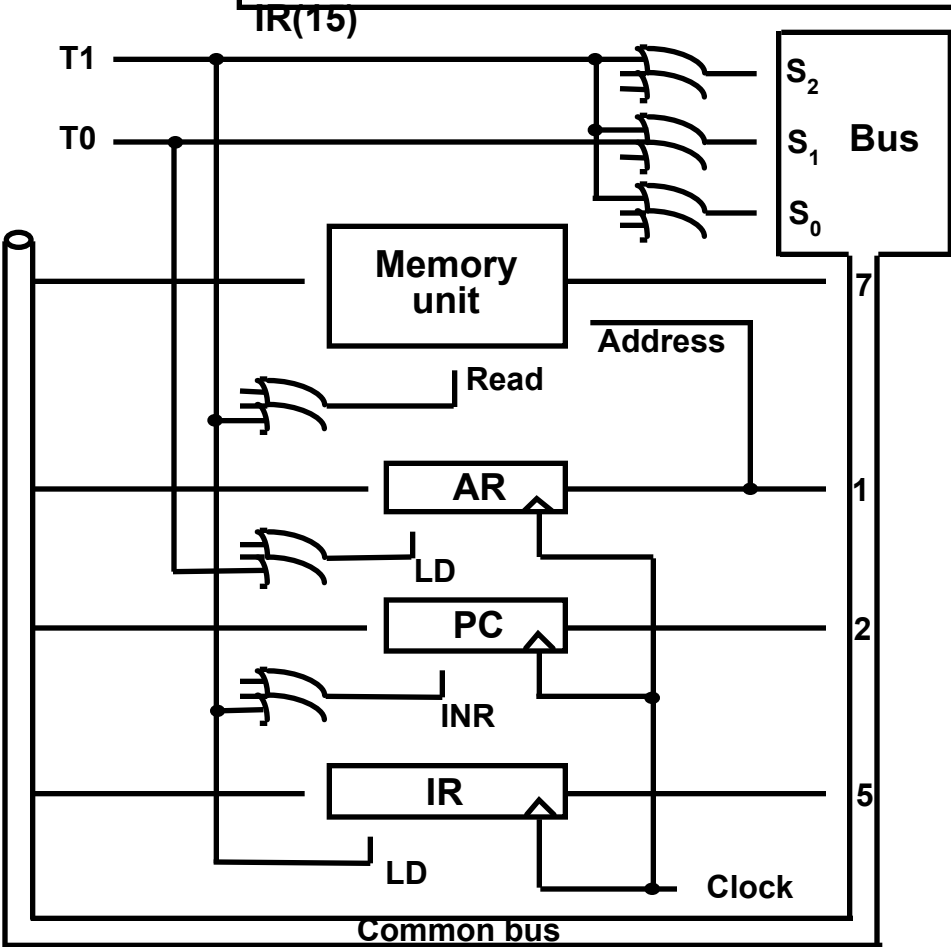 IR(15)
T1
S2
T0
S1
Bus
S0
Memory
unit
7
Address
Read
AR
1
LD
PC
2
INR
IR
5
LD
Clock
Common bus